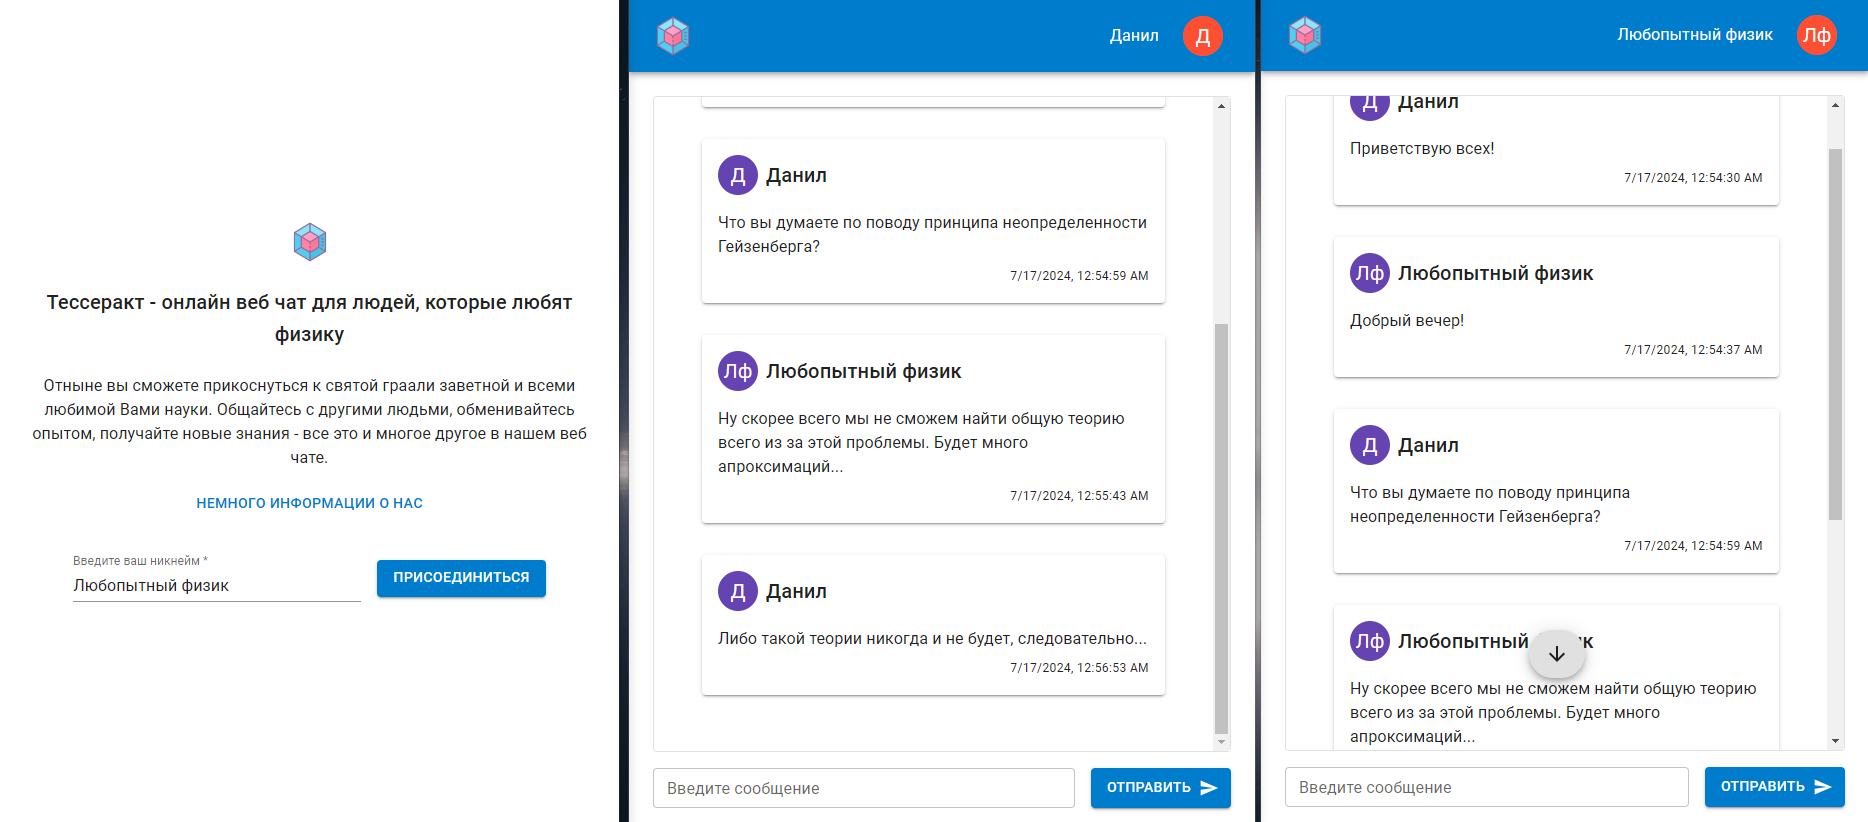 Тессеракт - онлайн веб чат для людей, которые любят
физику
Отныне вы сможете прикоснуться к святой граали заветной и всеми
любимой Вами науки. Общайтесь с другими людьми, обменивайтесь
опытом, получайте новые знания - все это и многое другое в нашем веб
чате.
НЕМНОГО ИНФОРМАЦИИ О НАС
Введите ваш никнейм *
Любопытный физик
ПРИСОЕДИНИТЬСЯ
Данил
Д
Д
Данил
Что вы думаете по поводу принципа неопределенности
Гейзенберга?
7/17/2024, 12:54:59 AM
Лф
Любопытный физик
Ну скорее всего мы не сможем найти общую теорию
всего из за этой проблемы. Будет много
апроксимаций...
7/17/2024, 12:55:43 AM
Д
Данил
Либо такой теории никогда и не будет, следовательно...
7/17/2024, 12:56:53 AM
Введите сообщение
ОТПРАВИТЬ
Любопытный физик
Лф
Д
Данил
Приветствую всех!
7/17/2024, 12:54:30 AM
Лф
Любопытный физик
Добрый вечер!
7/17/2024, 12:54:37 AM
Д
Данил
Что вы думаете по поводу принципа
неопределенности Гейзенберга?
7/17/2024, 12:54:59 AM
Лф
Любопытный физик
Ну скорее всего мы не сможем найти общую теорию
всего из за этой проблемы. Будет много
апроксимаций...
Введите сообщение
ОТПРАВИТЬ